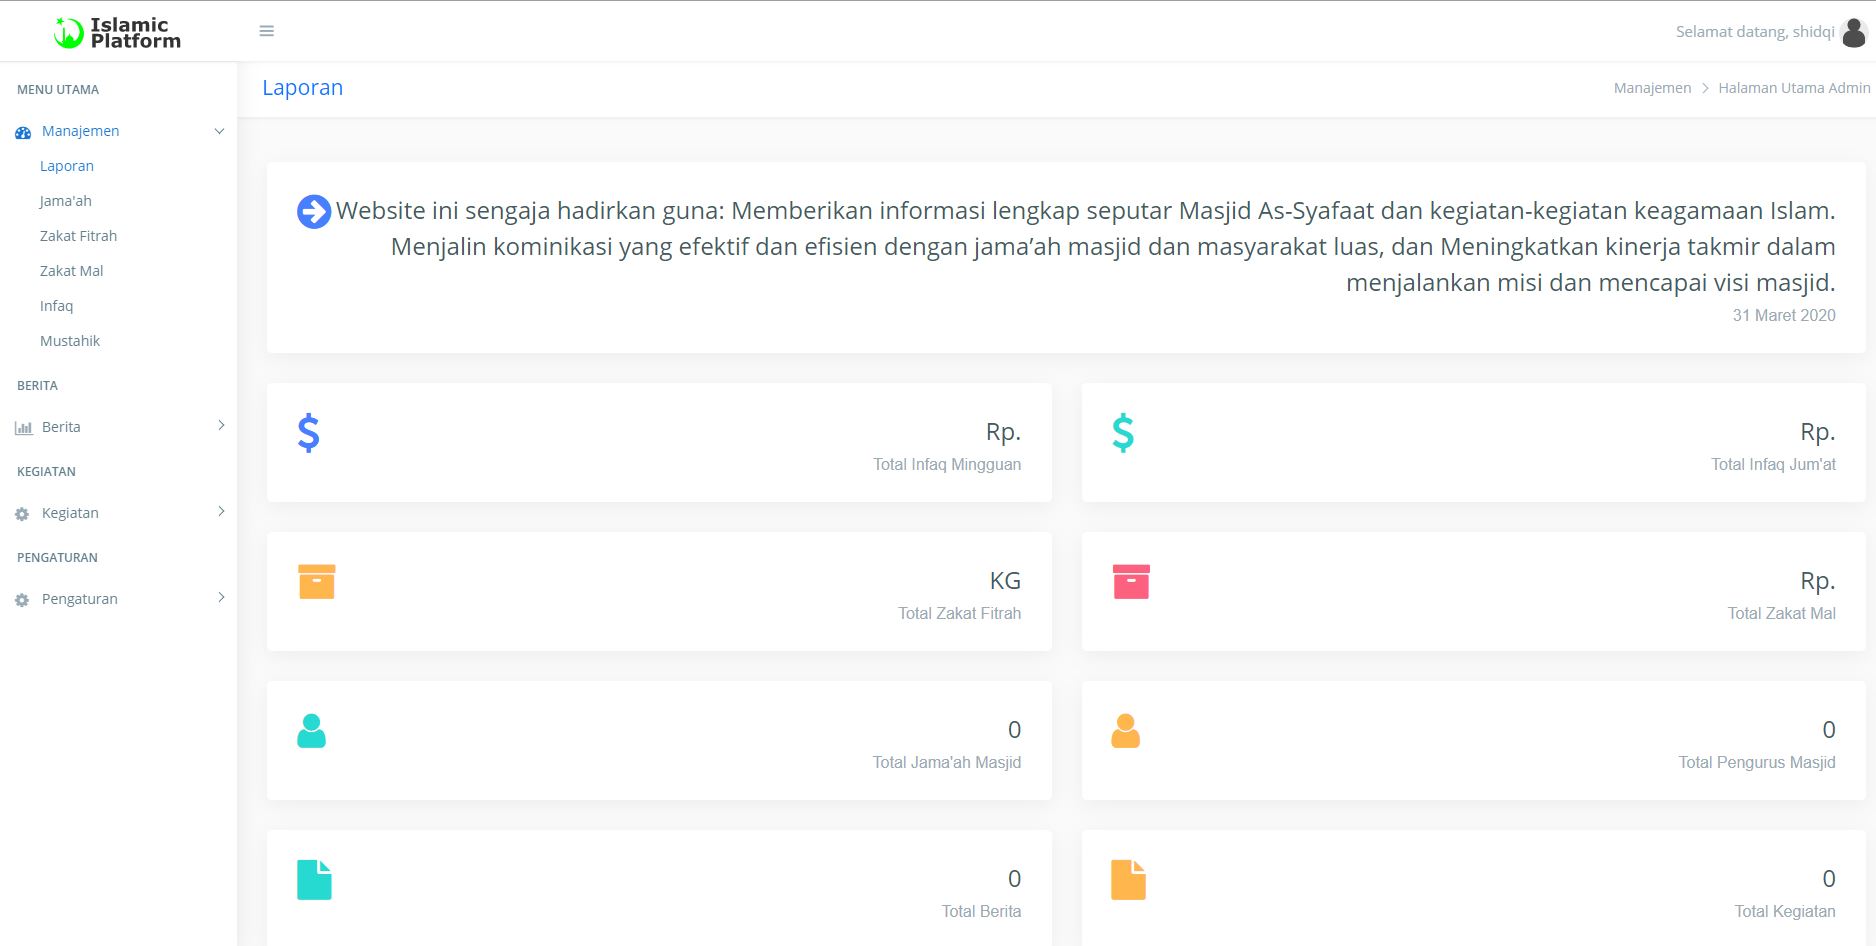 Islamic
Platform
Selamat datang, shidqi
MENU UTAMA
Manajemen
Laporan
Jama'ah
Zakat Fitrah
Zakat Mal
Infaq
Mustahik
BERITA
Berita
KEGIATAN
Kegiatan
PENGATURAN
Pengaturan
Laporan
Manajemen > Halaman Utama Admin
Website ini sengaja hadirkan guna: Memberikan informasi lengkap seputar Masjid As-Syafaat dan kegiatan-kegiatan keagamaan Islam.
Menjalin kominikasi yang efektif dan efisien dengan jama’ah masjid dan masyarakat luas, dan Meningkatkan kinerja takmir dalam
menjalankan misi dan mencapai visi masjid.
31 Maret 2020
Rp.
Total Infaq Mingguan
Rp.
Total Infaq Jum'at
KG
Total Zakat Fitrah
Rp.
Total Zakat Mal
0
Total Jama'ah Masjid
0
Total Pengurus Masjid
0
Total Berita
0
Total Kegiatan